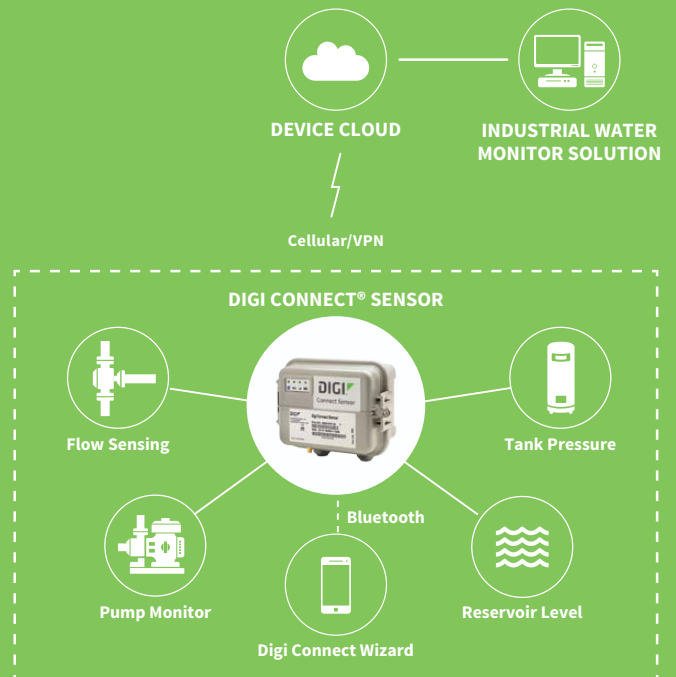 DEVICE CLOUD
INDUSTRIAL WATER
MONITOR SOLUTION
Cellular/VPN
DIGI CONNECT® SENSOR
DIGI
Connect Sensor
Flow Sensing
Tank Pressure
Bluetooth
Pump Monitor
Reservoir Level
Digi Connect Wizard